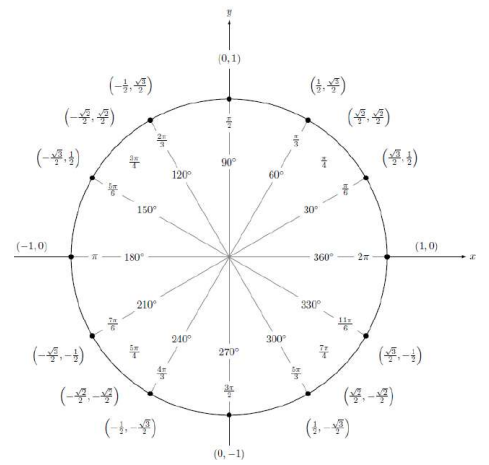 y
(0, 1)
(−1/2, √3/2) (1/2, √3/2)
(−√2/2, √2/2) (√2/2, √2/2)
(−√3/2, 1/2) (√3/2, 1/2)
π/2
2π/3 π/3
3π/4 π/4
90°
120° 60°
5π/6 π/6
150° 30°
(−1, 0) (1, 0)
π 180° 360° 2π x
210° 330°
7π/6 11π/6
240° 300°
270°
5π/4 7π/4
(−√3/2, −1/2) (√3/2, −1/2)
4π/3 5π/3
3π/2
(−√2/2, −√2/2) (√2/2, −√2/2)
(−1/2, −√3/2) (1/2, −√3/2)
(0, −1)